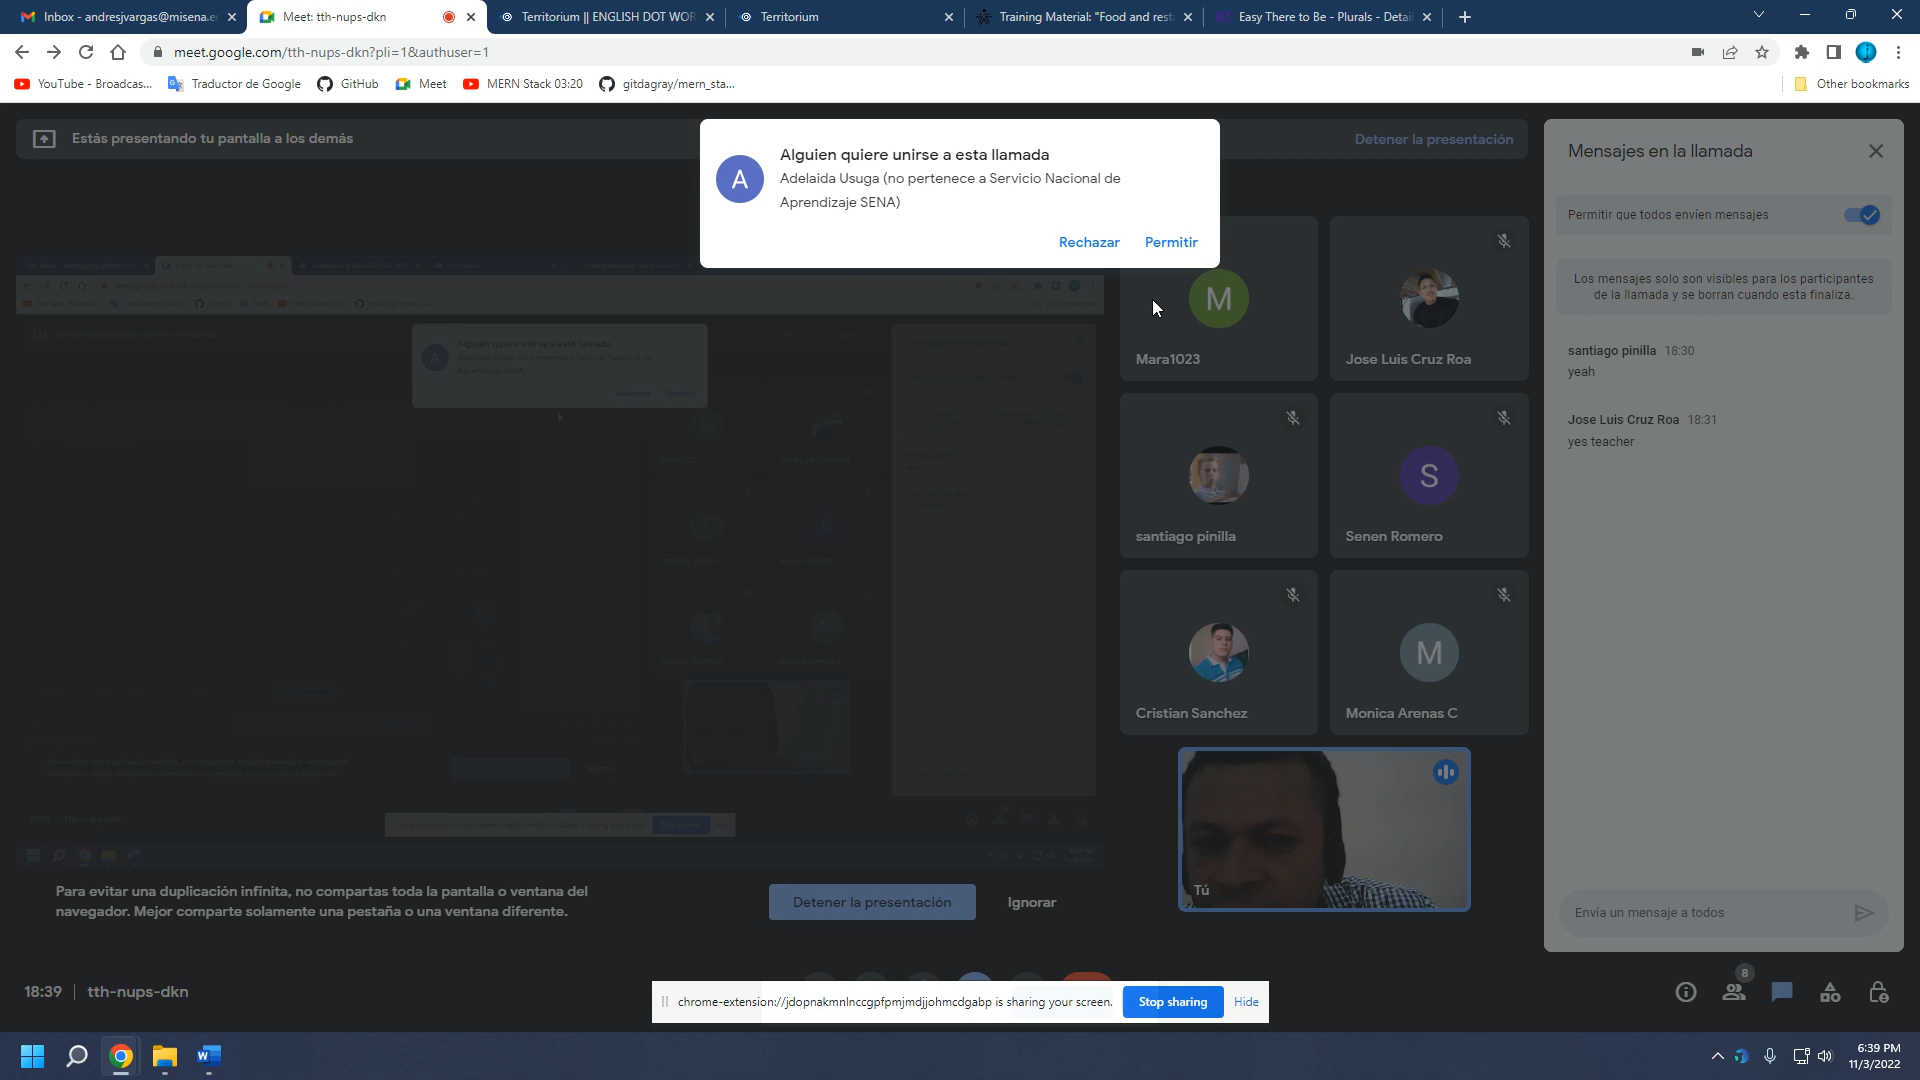 Inbox - andresjvargas@misena.e
Meet: tth-nups-dkn
Territorium || ENGLISH DOT WOR
Territorium
Training Material: "Food and rest
Easy There to Be - Plurals - Detail
meet.google.com/tth-nups-dkn?pli=1&authuser=1
YouTube - Broadcas...
Traductor de Google
GitHub
Meet
MERN Stack 03:20
gitdagray/mern_sta...
Other bookmarks
Estás presentando tu pantalla a los demás
Detener la presentación
A
Alguien quiere unirse a esta llamada
Adelaida Usuga (no pertenece a Servicio Nacional de
Aprendizaje SENA)
Rechazar
Permitir
M
Mara1023
Jose Luis Cruz Roa
santiago pinilla
S
Senen Romero
Cristian Sanchez
M
Monica Arenas C
Tú
Mensajes en la llamada
Permitir que todos envíen mensajes
Los mensajes solo son visibles para los participantes
de la llamada y se borran cuando esta finaliza.
santiago pinilla 18:30
yeah
Jose Luis Cruz Roa 18:31
yes teacher
Envía un mensaje a todos
Para evitar una duplicación infinita, no compartas toda la pantalla o ventana del
navegador. Mejor comparte solamente una pestaña o una ventana diferente.
Detener la presentación
Ignorar
18:39 | tth-nups-dkn
chrome-extension://jdopnakmnlnccgpfpmjmdjjohmcdgabp is sharing your screen.
Stop sharing
Hide
8
6:39 PM
11/3/2022